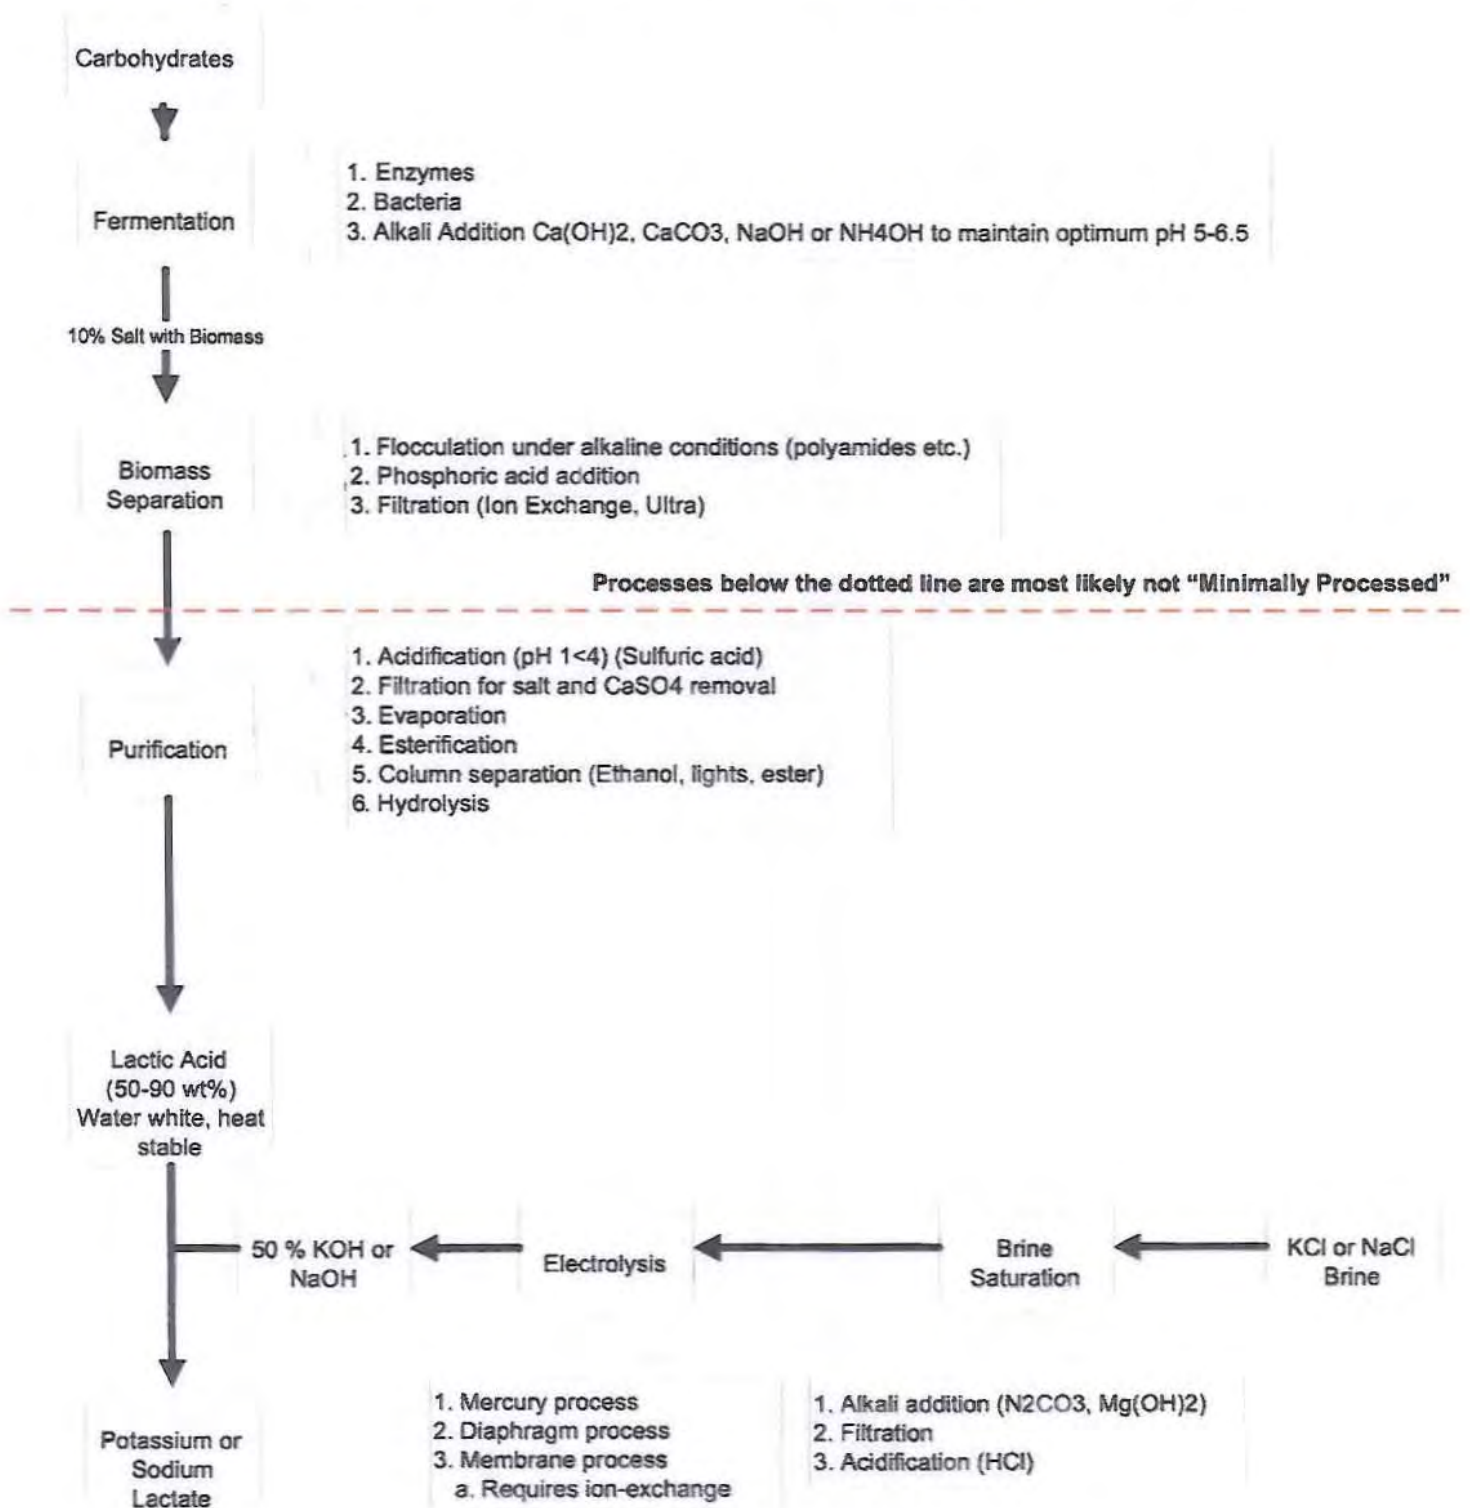 Carbohydrates
Fermentation
1. Enzymes
2. Bacteria
3. Alkali Addition Ca(OH)2, CaCO3, NaOH or NH4OH to maintain optimum pH 5-6.5
10% Salt with Biomass
Biomass
Separation
1. Flocculation under alkaline conditions (polyamides etc.)
2. Phosphoric acid addition
3. Filtration (Ion Exchange, Ultra)
Processes below the dotted line are most likely not “Minimally Processed”
Purification
1. Acidification (pH 1<4) (Sulfuric acid)
2. Filtration for salt and CaSO4 removal
3. Evaporation
4. Esterification
5. Column separation (Ethanol, lights, ester)
6. Hydrolysis
Lactic Acid
(50-90 wt%)
Water white, heat
stable
50 % KOH or
NaOH
Electrolysis
Brine
Saturation
KCl or NaCl
Brine
Potassium or
Sodium
Lactate
1. Mercury process
2. Diaphragm process
3. Membrane process
a. Requires ion-exchange
1. Alkali addition (N2CO3, Mg(OH)2)
2. Filtration
3. Acidification (HCl)